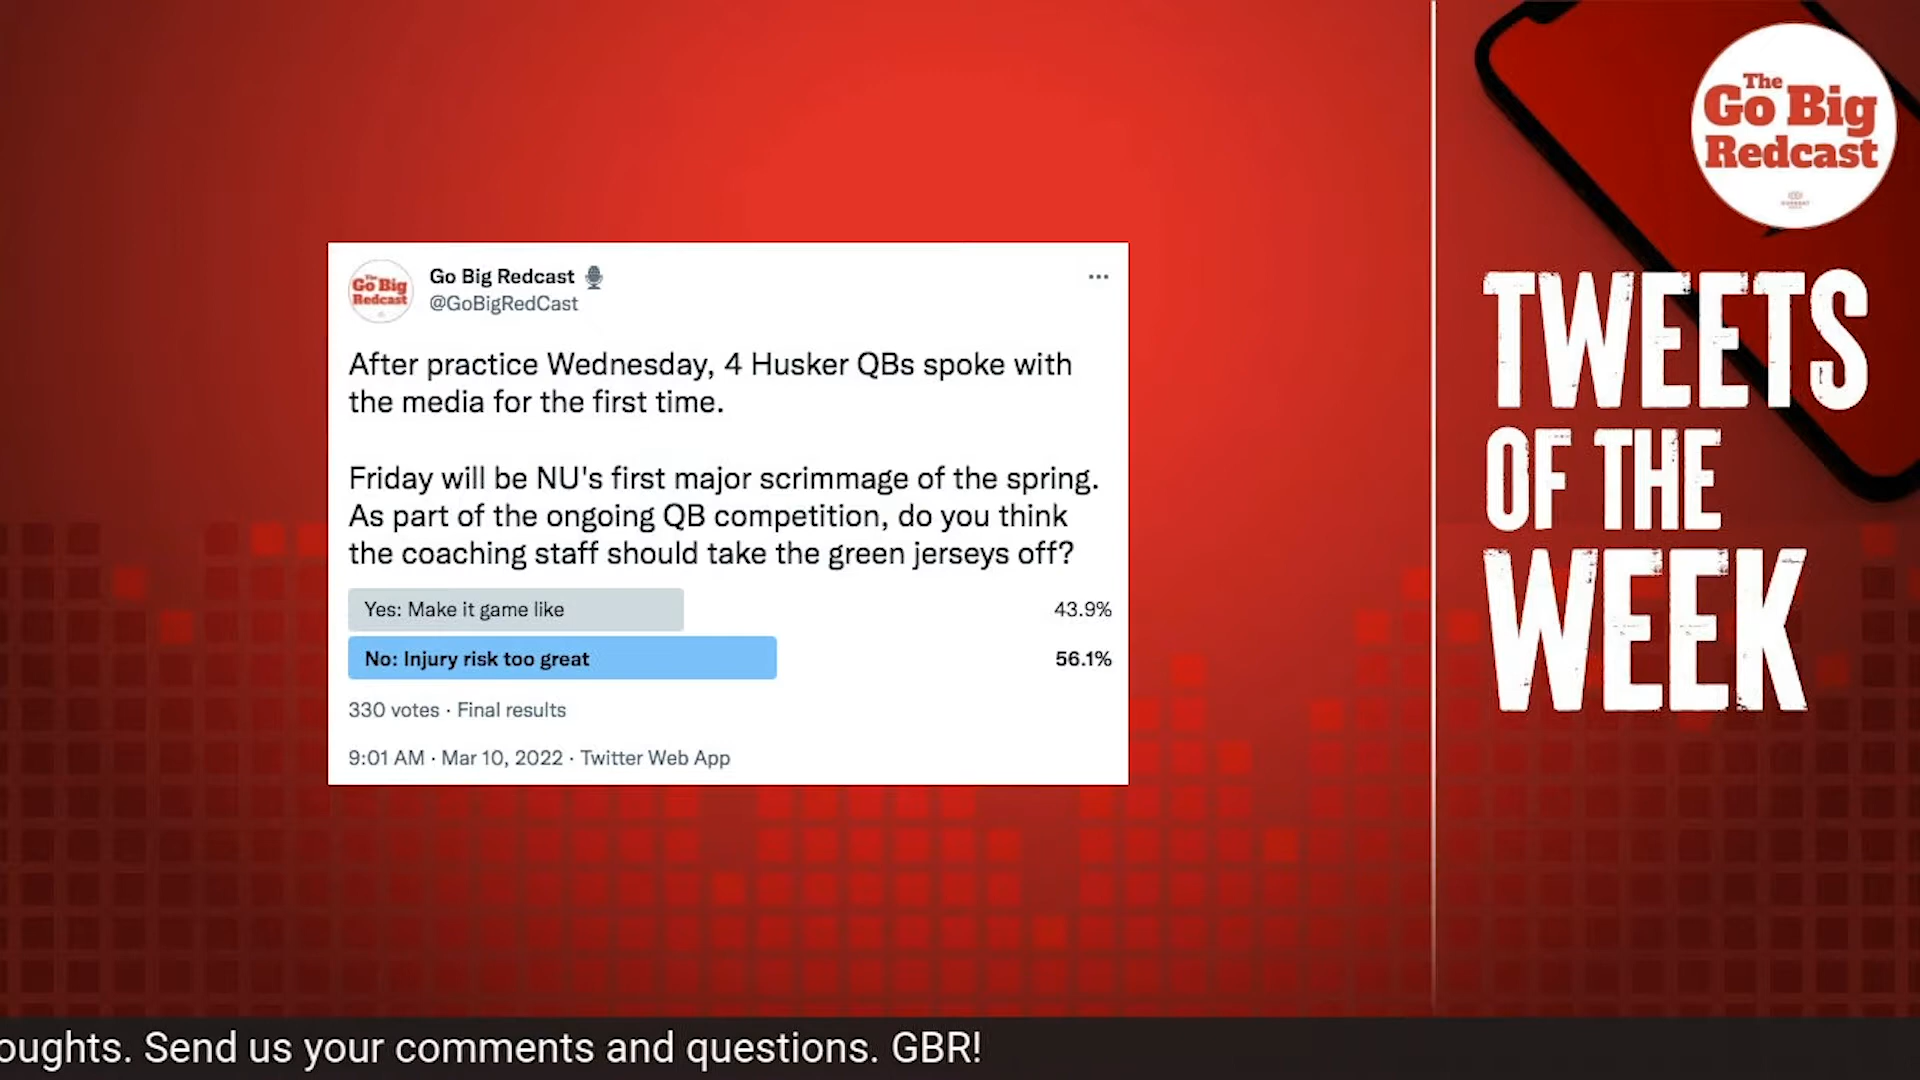 The
Go Big
Redcast
TWEETS
OF THE
WEEK
The
Go Big
Redcast
Go Big Redcast
@GoBigRedCast
After practice Wednesday, 4 Husker QBs spoke with
the media for the first time.
Friday will be NU's first major scrimmage of the spring.
As part of the ongoing QB competition, do you think
the coaching staff should take the green jerseys off?
Yes: Make it game like 43.9%
No: Injury risk too great 56.1%
330 votes · Final results
9:01 AM · Mar 10, 2022 · Twitter Web App
oughts. Send us your comments and questions. GBR!